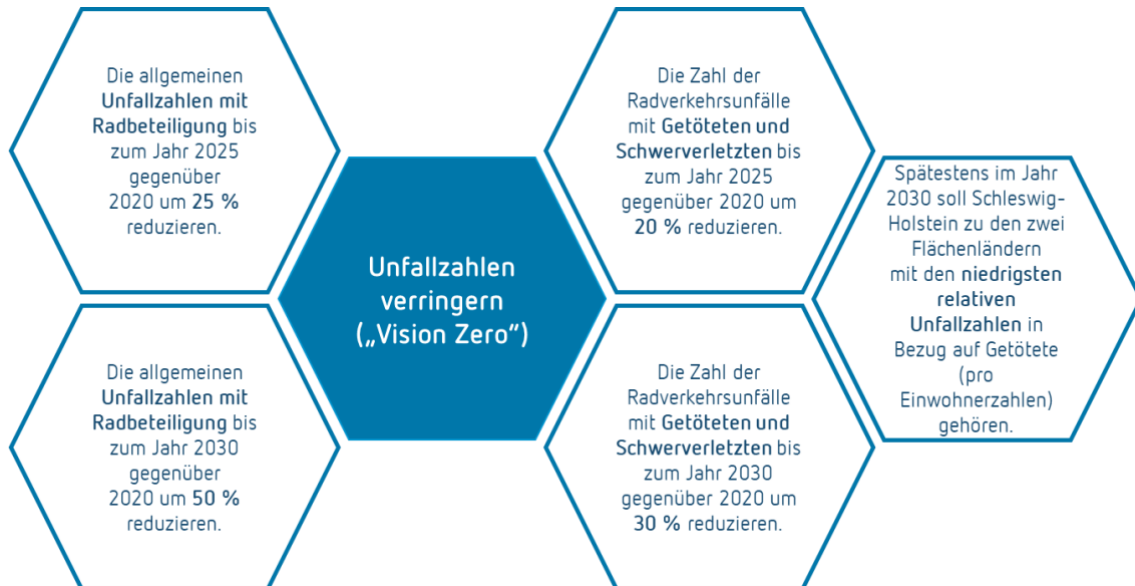 Die allgemeinen
Unfallzahlen mit
Radbeteiligung bis
zum Jahr 2025
gegenüber
2020 um 25 %
reduzieren.
Die allgemeinen
Unfallzahlen mit
Radbeteiligung bis
zum Jahr 2030
gegenüber
2020 um 50 %
reduzieren.
Unfallzahlen
verringern
(„Vision Zero“)
Die Zahl der
Radverkehrsunfälle
mit Getöteten und
Schwerverletzten bis
zum Jahr 2025
gegenüber 2020 um
20 % reduzieren.
Die Zahl der
Radverkehrsunfälle
mit Getöteten und
Schwerverletzten bis
zum Jahr 2030
gegenüber 2020 um
30 % reduzieren.
Spätestens im Jahr
2030 soll Schleswig-
Holstein zu den zwei
Flächenländern
mit den niedrigsten
relativen
Unfallzahlen in
Bezug auf Getötete
(pro
Einwohnerzahlen)
gehören.